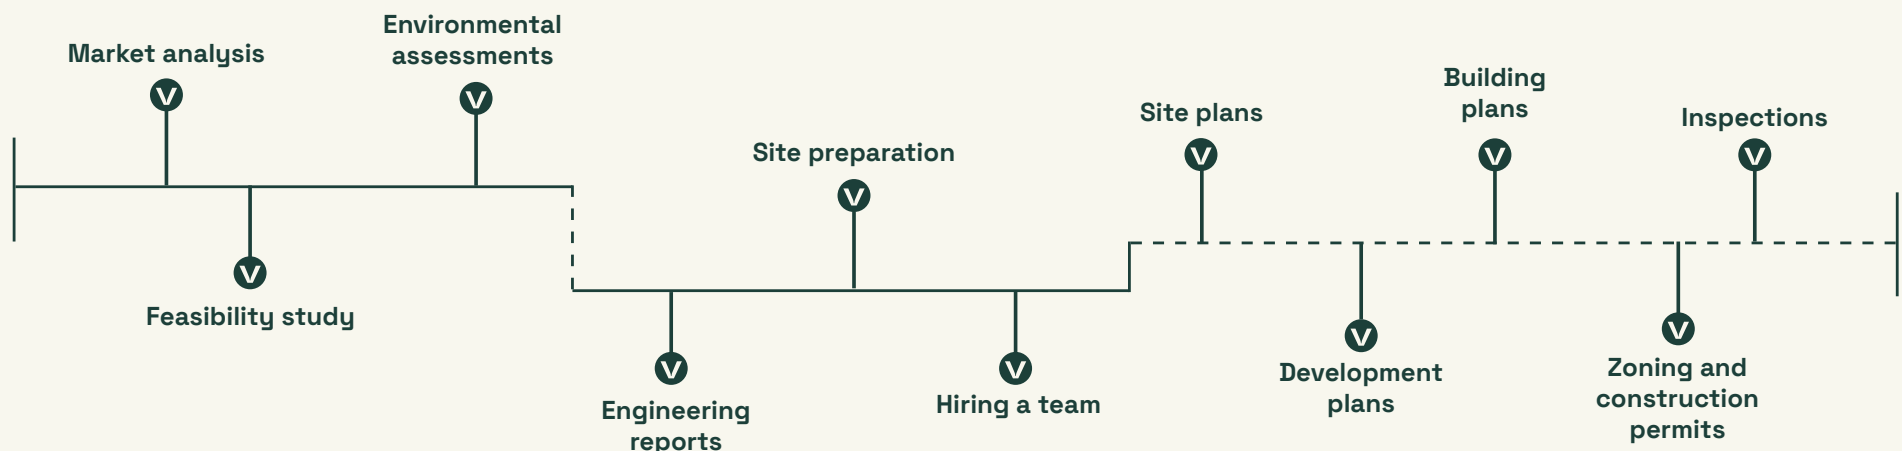 Market analysis
V
Feasibility study
V
Environmental
assessments
V
Engineering
reports
V
Site preparation
V
Hiring a team
V
Site plans
V
Development
plans
V
Building
plans
V
Zoning and
construction
permits
V
Inspections
V